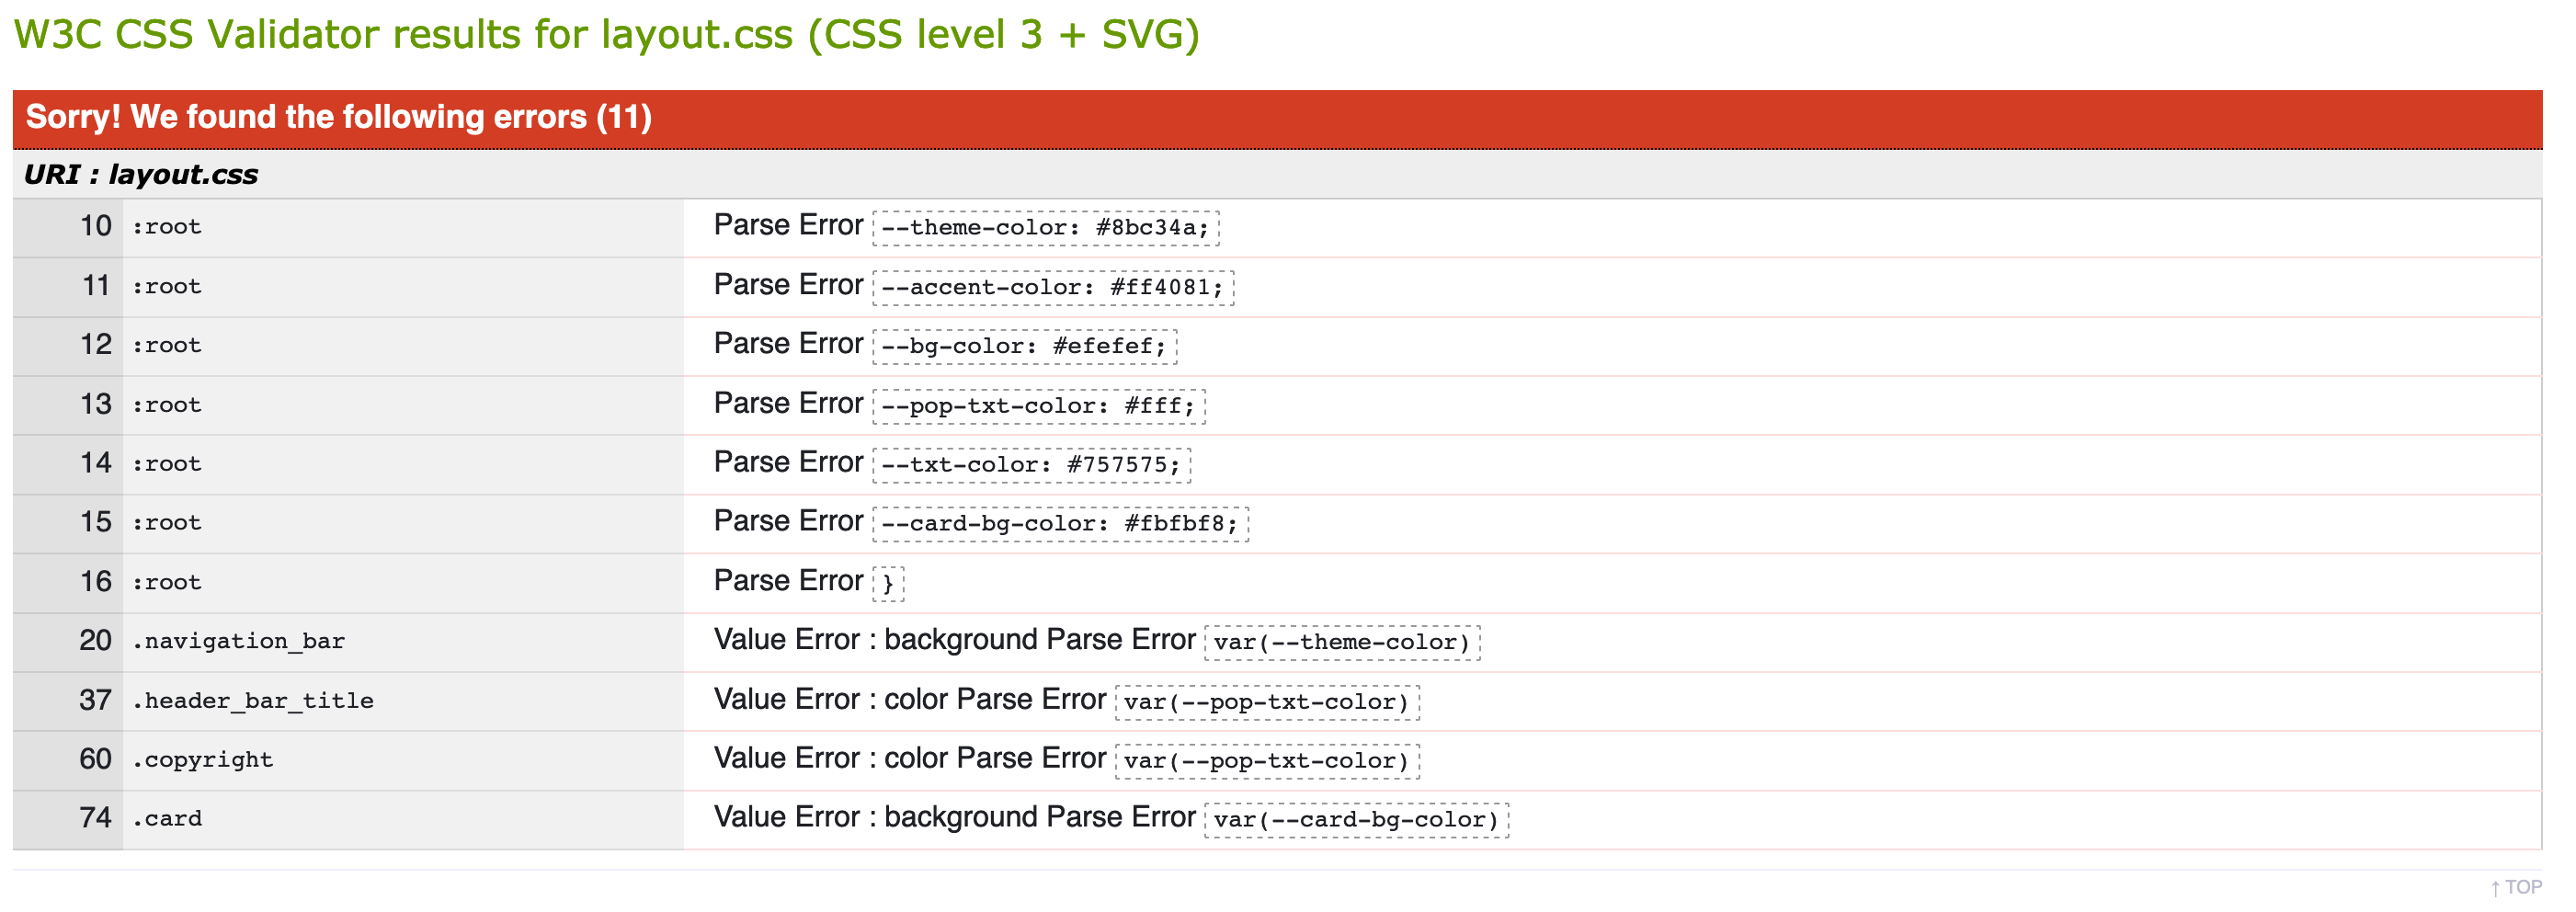 W3C CSS Validator results for layout.css (CSS level 3 + SVG)
Sorry! We found the following errors (11)
URI : layout.css
10 :root Parse Error --theme-color: #8bc34a;
11 :root Parse Error --accent-color: #ff4081;
12 :root Parse Error --bg-color: #efefef;
13 :root Parse Error --pop-txt-color: #fff;
14 :root Parse Error --txt-color: #757575;
15 :root Parse Error --card-bg-color: #fbfbf8;
16 :root Parse Error }
20 .navigation_bar Value Error : background Parse Error var(--theme-color)
37 .header_bar_title Value Error : color Parse Error var(--pop-txt-color)
60 .copyright Value Error : color Parse Error var(--pop-txt-color)
74 .card Value Error : background Parse Error var(--card-bg-color)
↑ TOP